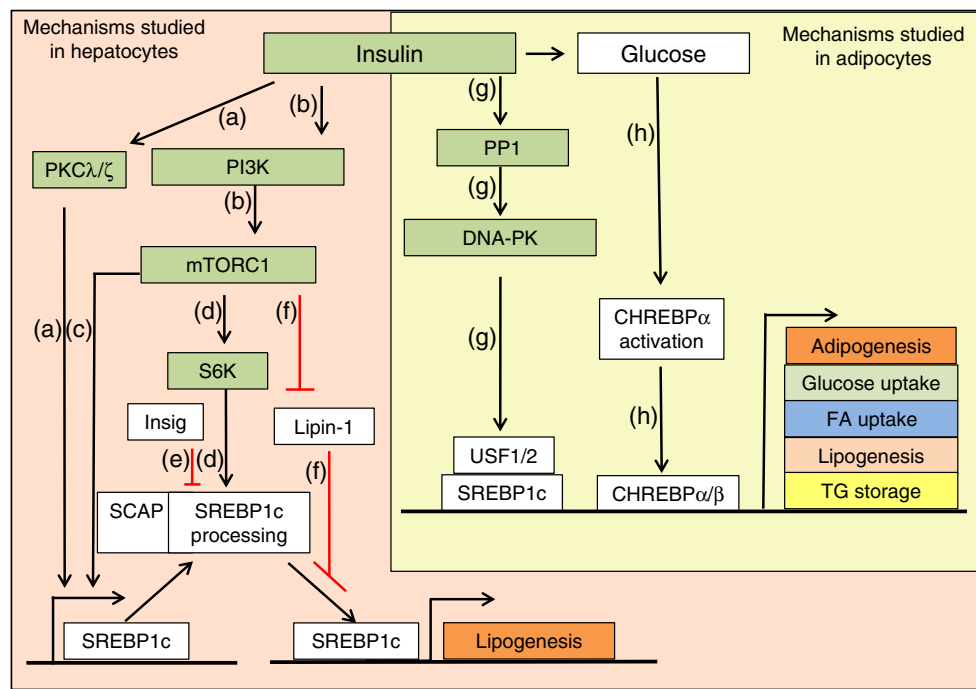 Mechanisms studied
in hepatocytes
Insulin
Glucose
Mechanisms studied
in adipocytes
(a)
(b)
(g)
(h)
PKCλ/ζ
PI3K
PP1
(b)
(g)
mTORC1
DNA-PK
(a)
(c)
(d)
(f)
(g)
CHREBPα
activation
S6K
Insig
Lipin-1
(e)
(d)
(f)
(h)
SCAP
SREBP1c
processing
USF1/2
SREBP1c
CHREBPα/β
Adipogenesis
Glucose uptake
FA uptake
Lipogenesis
TG storage
SREBP1c
SREBP1c
Lipogenesis